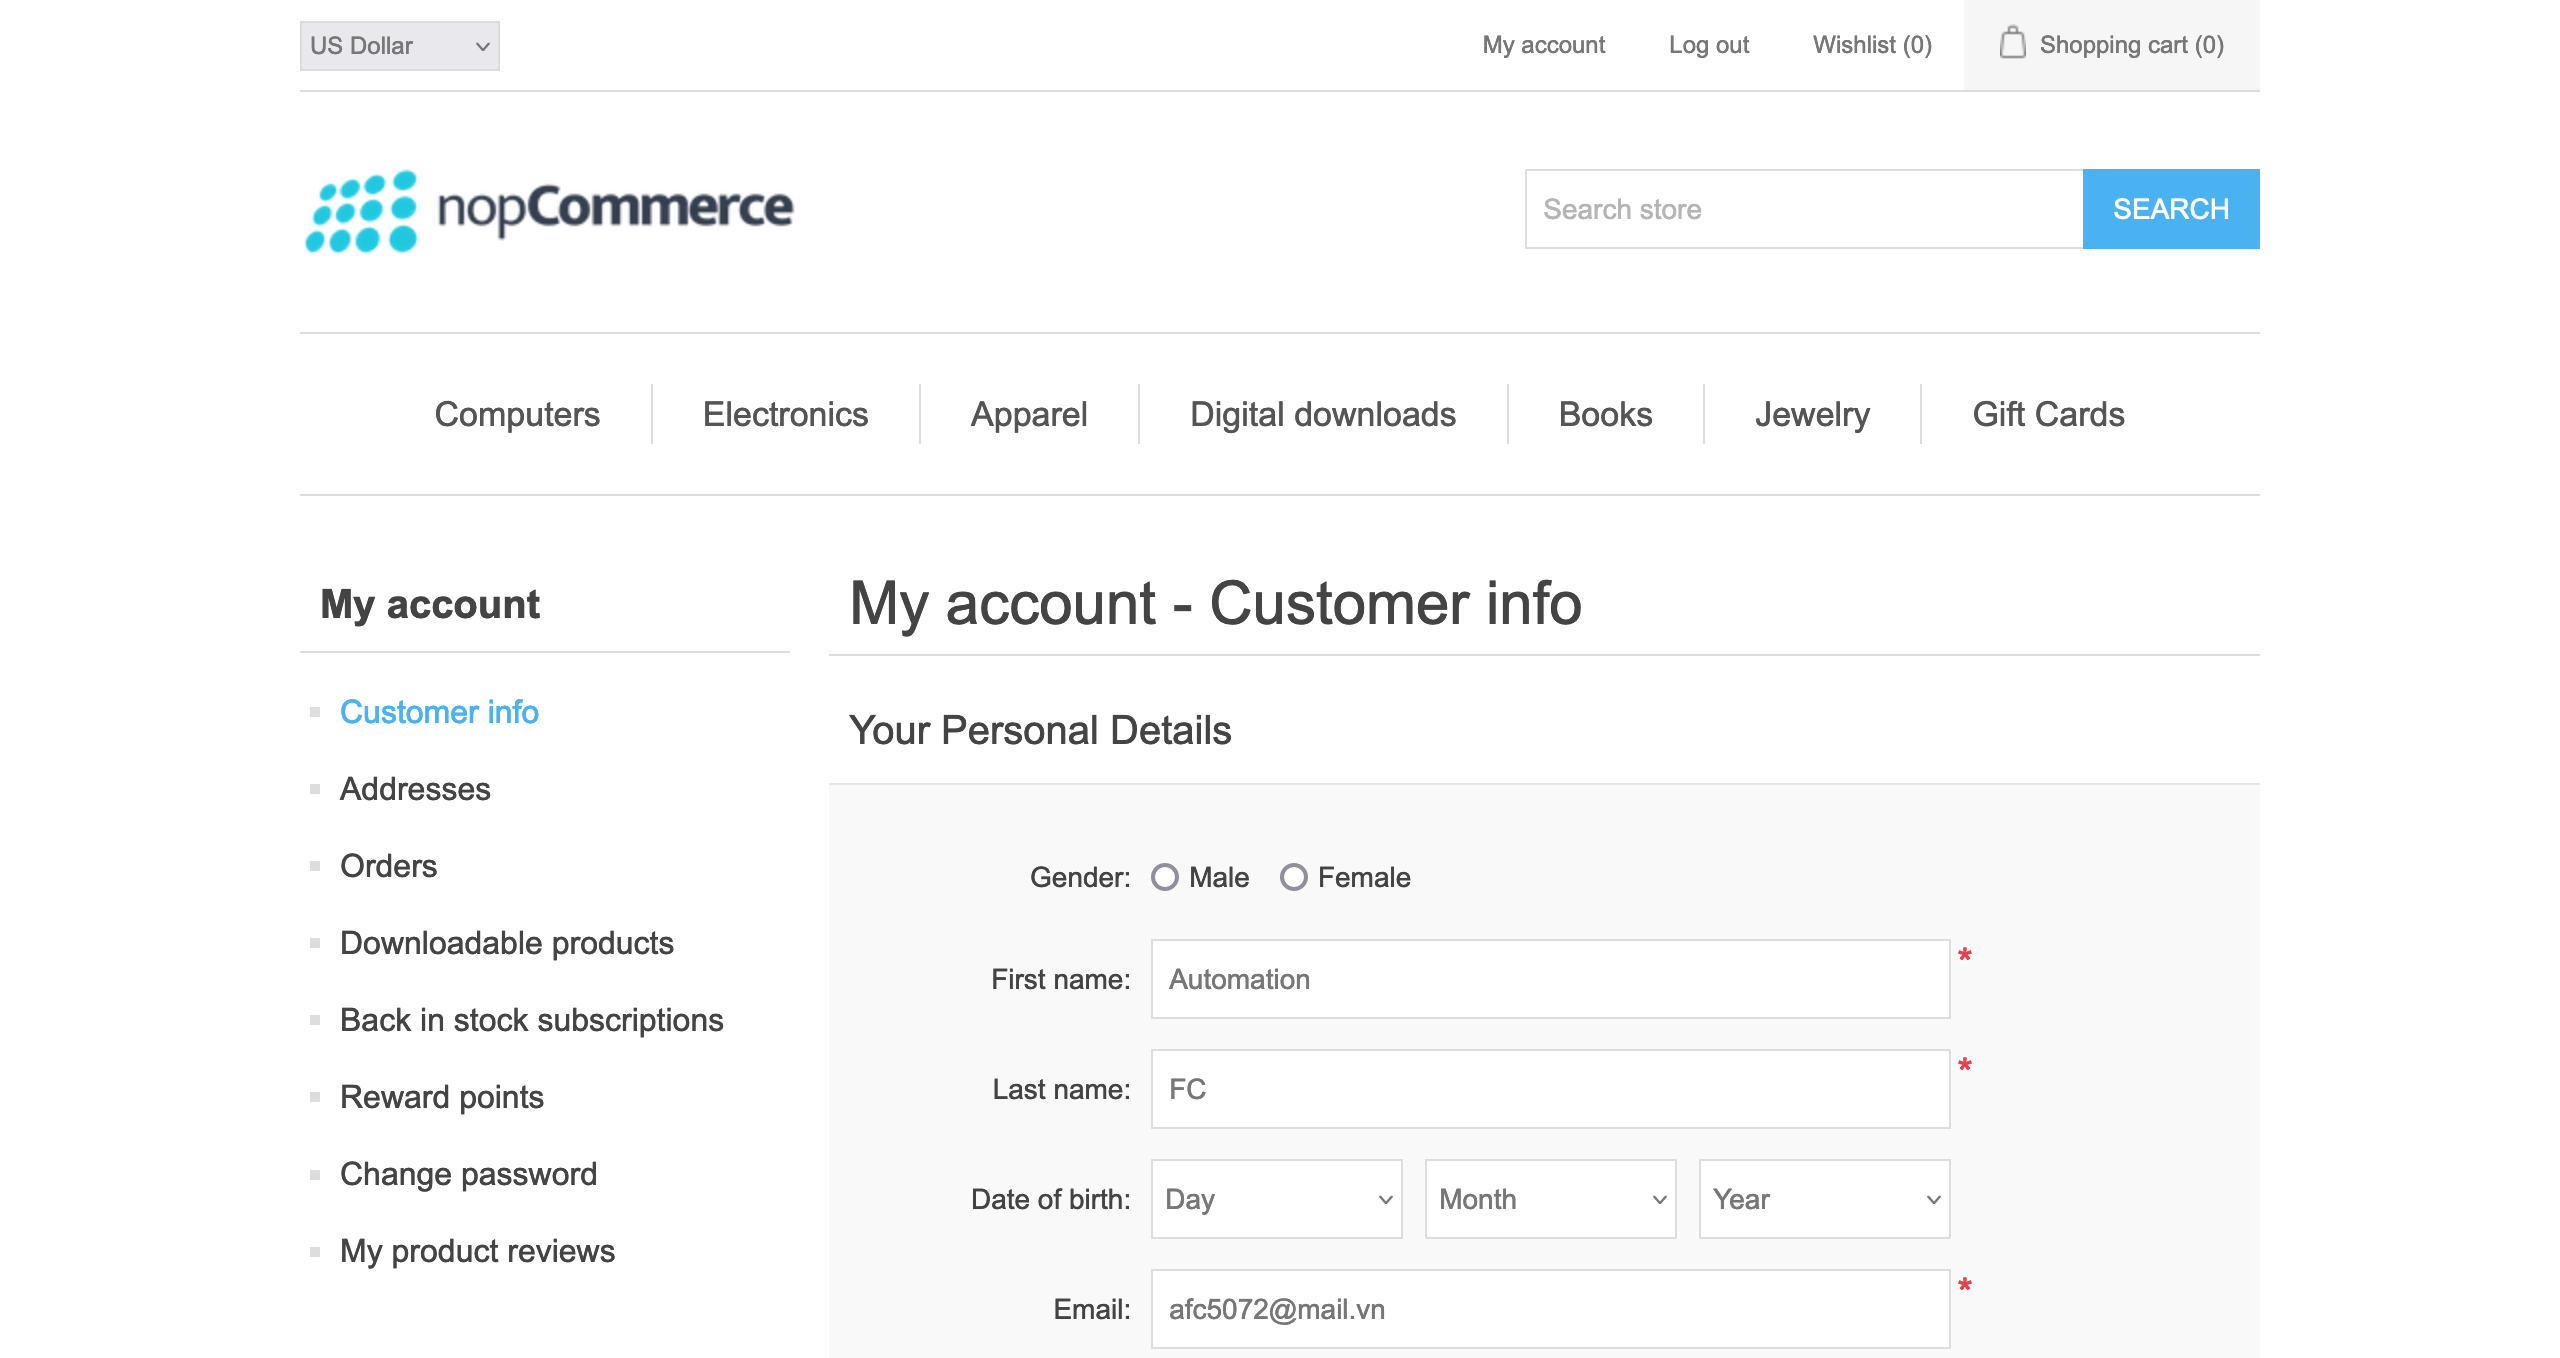 US Dollar
My account Log out Wishlist (0) Shopping cart (0)
nopCommerce
Search store SEARCH
Computers Electronics Apparel Digital downloads Books Jewelry Gift Cards
My account
Customer info
Addresses
Orders
Downloadable products
Back in stock subscriptions
Reward points
Change password
My product reviews
My account - Customer info
Your Personal Details
Gender: Male Female
First name: Automation *
Last name: FC *
Date of birth: Day Month Year
Email: afc5072@mail.vn *